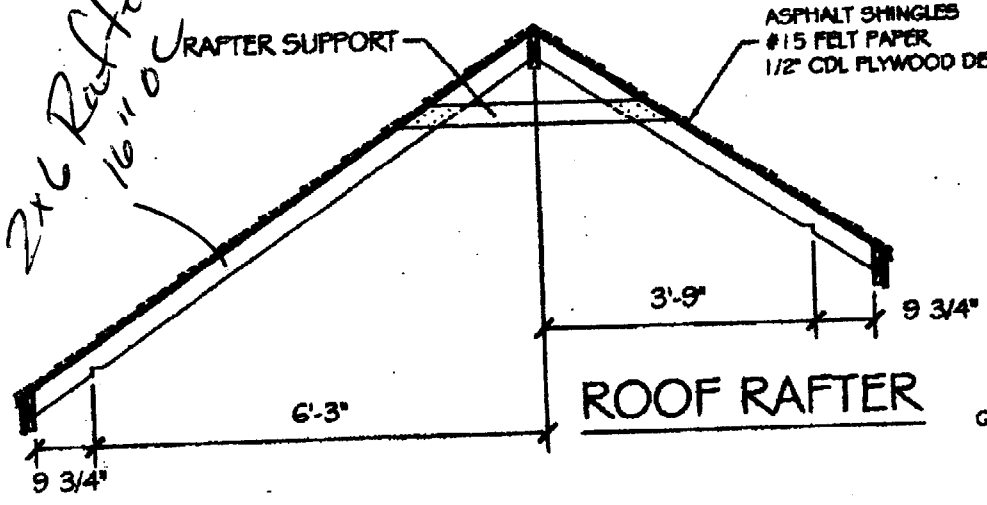 2x6
16" O
RAFTER SUPPORT
ASPHALT SHINGLES
#15 FELT PAPER
1/2" CDL PLYWOOD DE
3'-9"
9 3/4"
6'-3"
ROOF RAFTER
G
9 3/4"